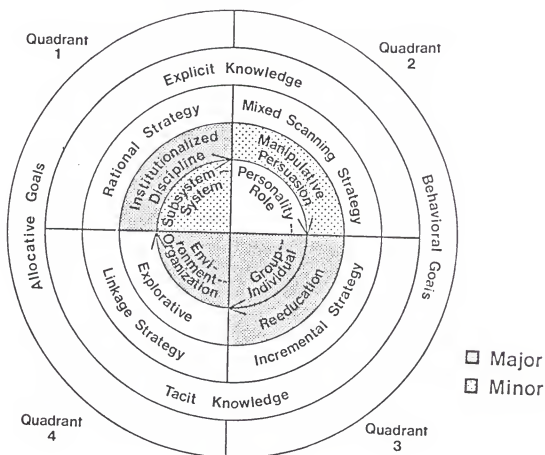 Quadrant
1
Quadrant
2
Explicit Knowledge
Rational Strategy
Mixed Scanning Strategy
Institutionalized
Discipline
Manipulative
Persuasion
Subsystem--
System
Personality--
Role
Allocative Goals
Behavioral Goals
Envi-
ronment--
Organization
Group--
Individual
Explorative
Reeducation
Linkage Strategy
Incremental Strategy
Tacit Knowledge
Major
Minor
Quadrant
4
Quadrant
3